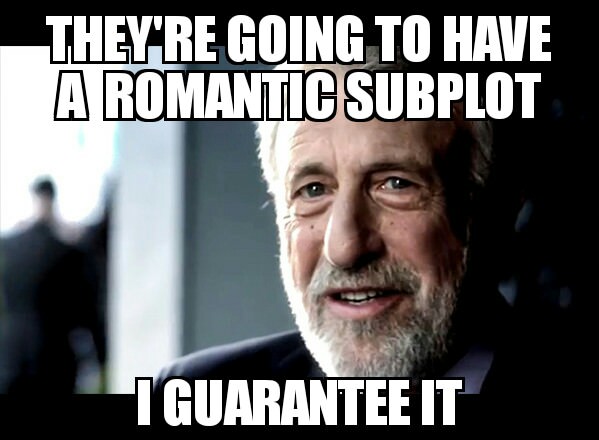 THEY'RE GOING TO HAVE
A ROMANTIC SUBPLOT
I GUARANTEE IT